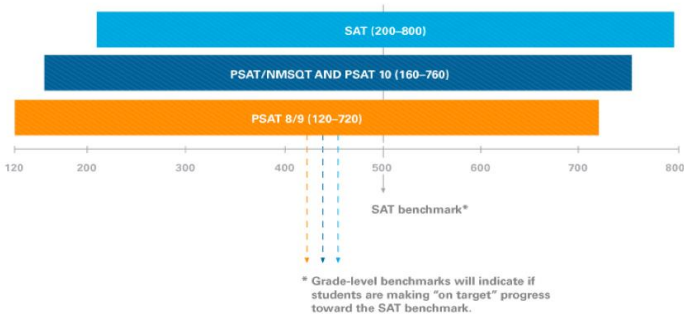 SAT (200–800)
PSAT/NMSQT AND PSAT 10 (160–760)
PSAT 8/9 (120–720)
120 200 300 400 500 600 700 800
SAT benchmark*
* Grade-level benchmarks will indicate if
students are making "on target" progress
toward the SAT benchmark.